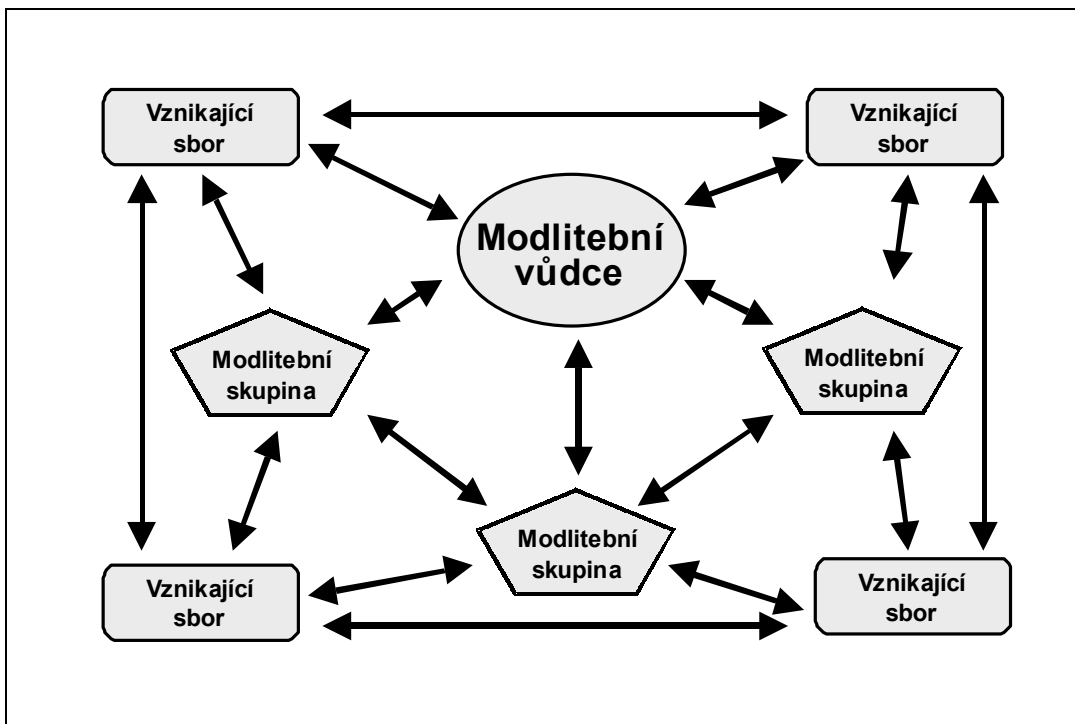 Vznikající
sbor
Vznikající
sbor
Modlitební
vůdce
Modlitební
skupina
Modlitební
skupina
Modlitební
skupina
Vznikající
sbor
Vznikající
sbor